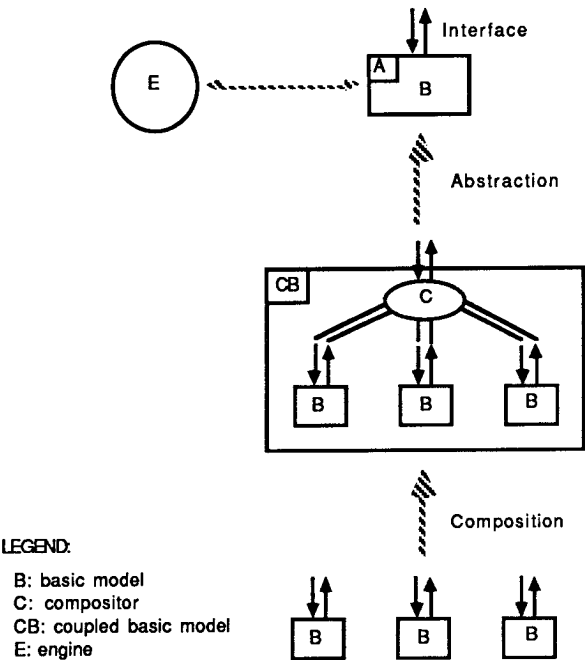 Interface
A
E
B
Abstraction
CB
C
B
B
B
Composition
LEGEND:
B: basic model
C: compositor
CB: coupled basic model
E: engine
B
B
B